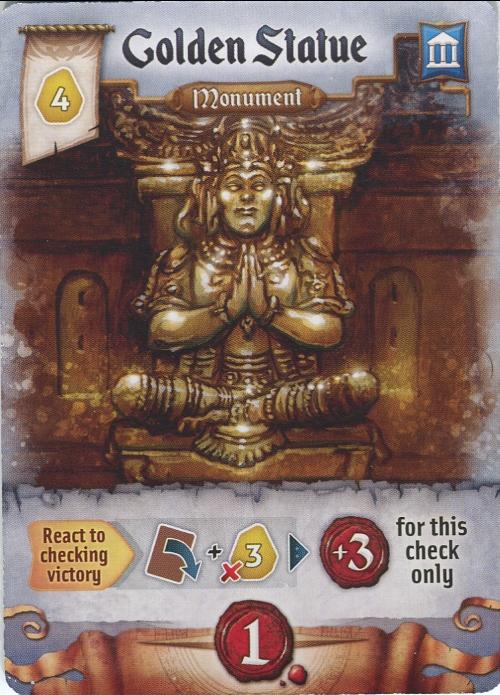 Golden Statue
4
Monument
React to
checking
victory
+
3
+3
for this
check
only
1